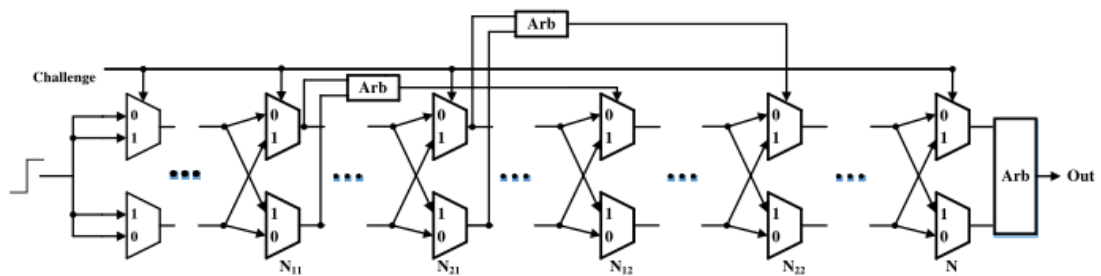 Arb
Challenge
Arb
0 0 0 0 0 0
1 1 1 1 1 1
Arb
Out
1 1 1 1 1 1
0 0 0 0 0 0
N₁₁ N₂₁ N₁₂ N₂₂ N